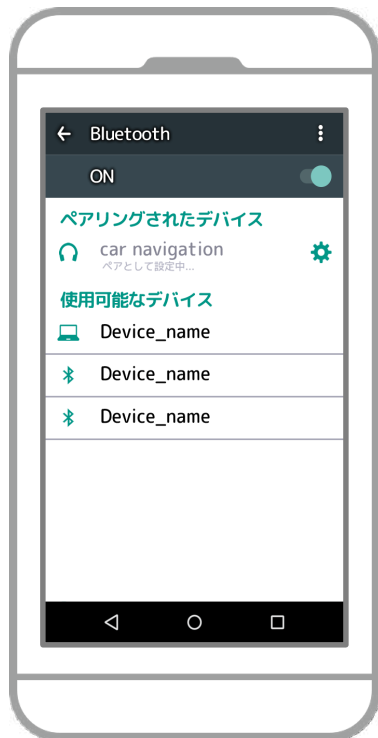 Bluetooth
ON
ペアリングされたデバイス
car navigation
ペアとして設定中...
使用可能なデバイス
Device_name
Device_name
Device_name